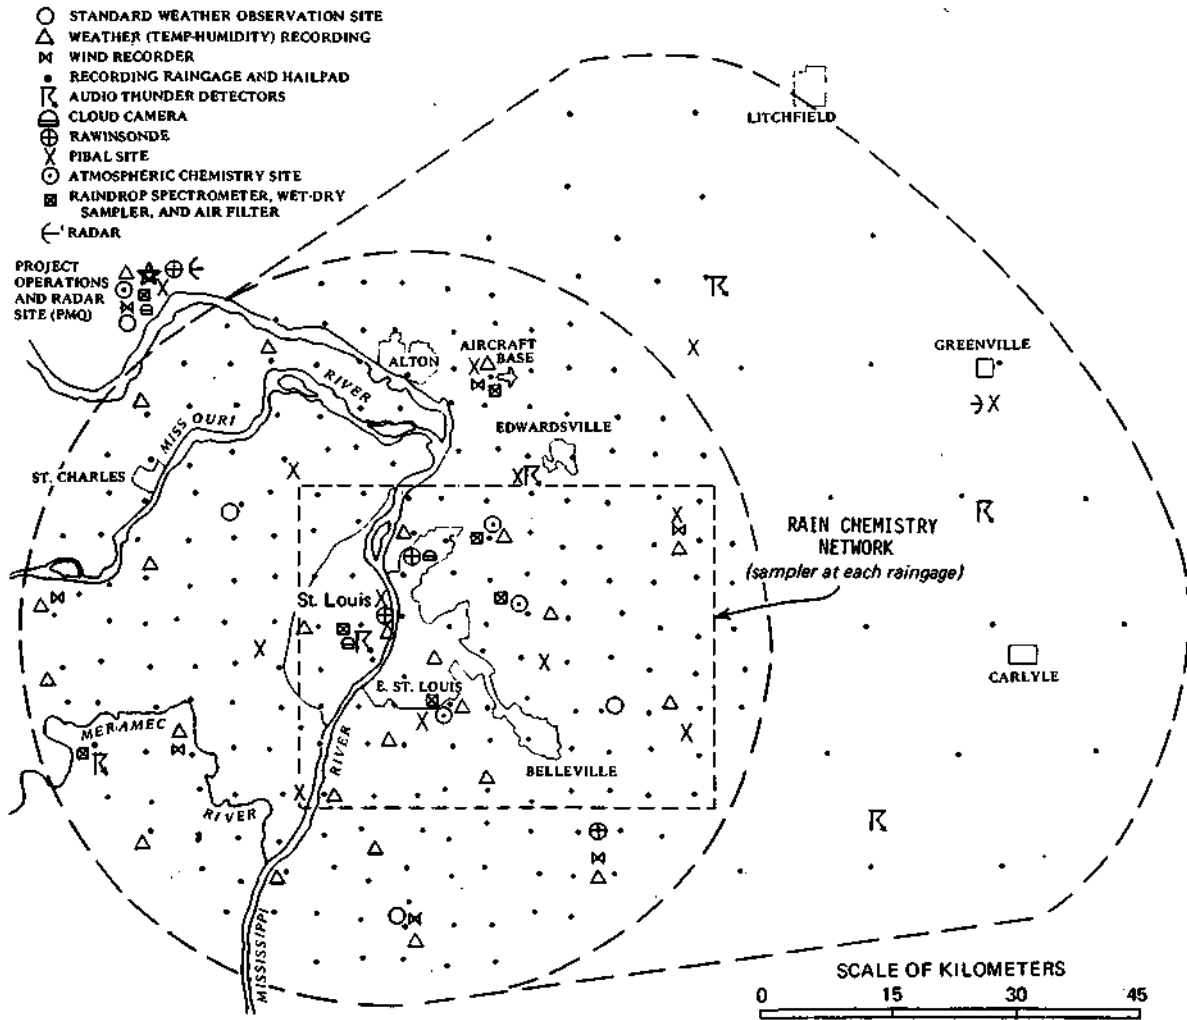 STANDARD WEATHER OBSERVATION SITE
WEATHER (TEMP-HUMIDITY) RECORDING
WIND RECORDER
RECORDING RAINGAGE AND HAILPAD
AUDIO THUNDER DETECTORS
CLOUD CAMERA
RAWINSONDE
PIBAL SITE
ATMOSPHERIC CHEMISTRY SITE
RAINDROP SPECTROMETER, WET-DRY
SAMPLER, AND AIR FILTER
RADAR
PROJECT
OPERATIONS
AND RADAR
SITE (PMQ)
LITCHFIELD
ALTON
AIRCRAFT
BASE
GREENVILLE
MISSOURI
RIVER
EDWARDSVILLE
ST. CHARLES
RAIN CHEMISTRY
NETWORK
(sampler at each raingage)
St. Louis
CARLYLE
E. ST. LOUIS
MERAMEC
RIVER
BELLEVILLE
RIVER
MISSISSIPPI
SCALE OF KILOMETERS
0 15 30 45